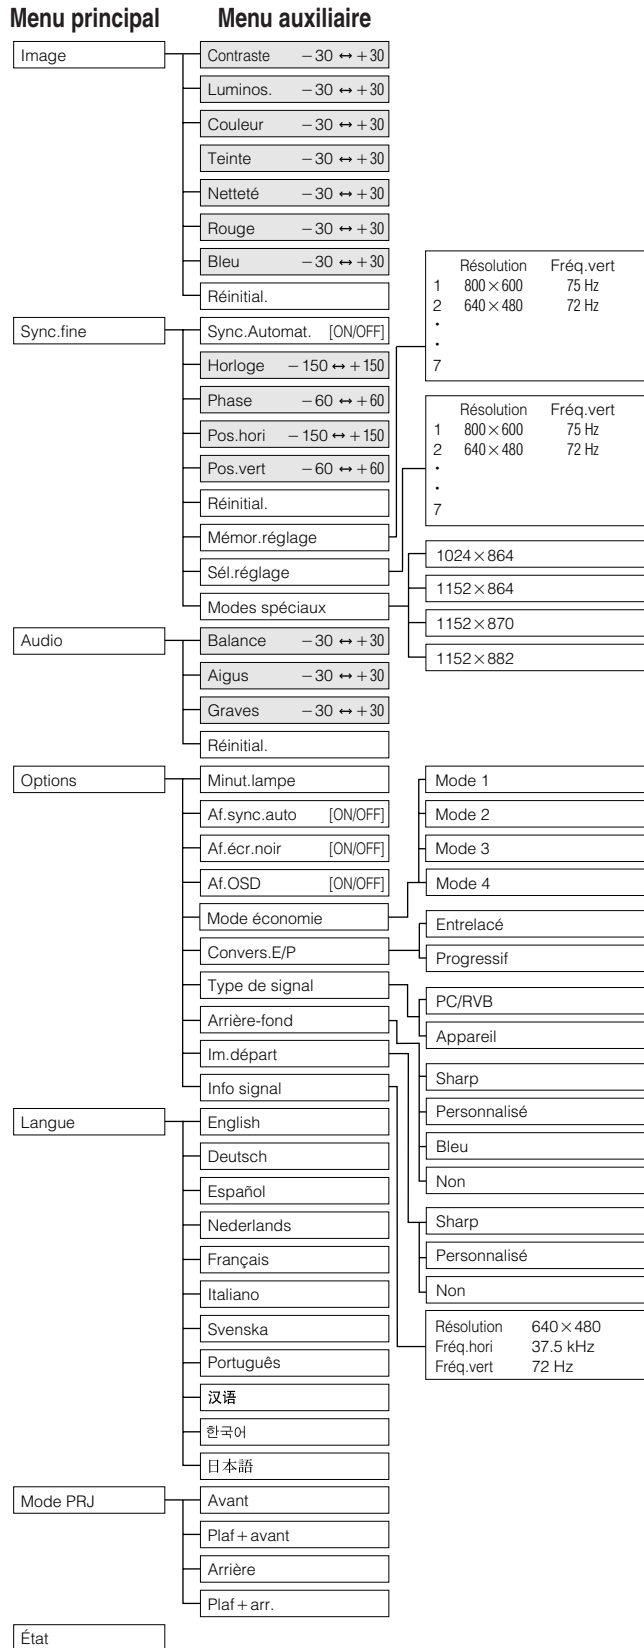 Menu principal
Menu auxiliaire
Image
Contraste −30 ↔ +30
Luminos. −30 ↔ +30
Couleur −30 ↔ +30
Teinte −30 ↔ +30
Netteté −30 ↔ +30
Rouge −30 ↔ +30
Bleu −30 ↔ +30
Réinitial.
Sync.fine
Sync.Automat. [ON/OFF]
Horloge −150 ↔ +150
Phase −60 ↔ +60
Pos.hori −150 ↔ +150
Pos.vert −60 ↔ +60
Réinitial.
Mémor.réglage
Sél.réglage
Modes spéciaux
Résolution Fréq.vert
1 800×600 75 Hz
2 640×480 72 Hz
•
•
7
Résolution Fréq.vert
1 800×600 75 Hz
2 640×480 72 Hz
•
•
7
1024×864
1152×864
1152×870
1152×882
Audio
Balance −30 ↔ +30
Aigus −30 ↔ +30
Graves −30 ↔ +30
Réinitial.
Options
Minut.lampe
Af.sync.auto [ON/OFF]
Af.écr.noir [ON/OFF]
Af.OSD [ON/OFF]
Mode économie
Convers.E/P
Type de signal
Arrière-fond
Im.départ
Info signal
Mode 1
Mode 2
Mode 3
Mode 4
Entrelacé
Progressif
PC/RVB
Appareil
Sharp
Personnalisé
Bleu
Non
Sharp
Personnalisé
Non
Résolution 640×480
Fréq.hori 37.5 kHz
Fréq.vert 72 Hz
Langue
English
Deutsch
Español
Nederlands
Français
Italiano
Svenska
Português
汉语
한국어
日本語
Mode PRJ
Avant
Plaf+avant
Arrière
Plaf+arr.
État